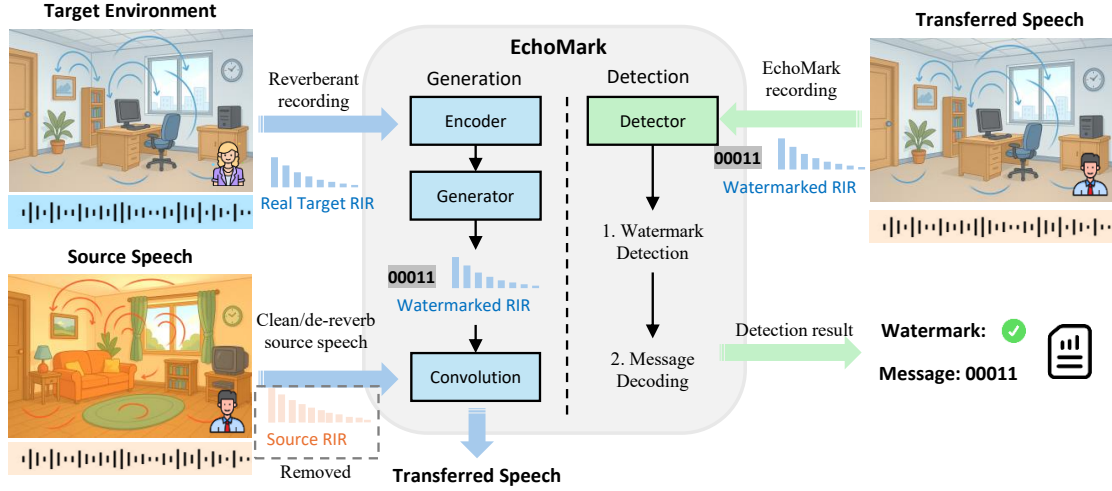 Target Environment
Reverberant
recording
Real Target RIR
Source Speech
Clean/de-reverb
source speech
Source RIR
Removed
EchoMark
Generation
Encoder
Generator
00011
Watermarked RIR
Convolution
Transferred Speech
Detection
Detector
1. Watermark
Detection
2. Message
Decoding
Transferred Speech
EchoMark
recording
00011
Watermarked RIR
Detection result
Watermark:
Message: 00011